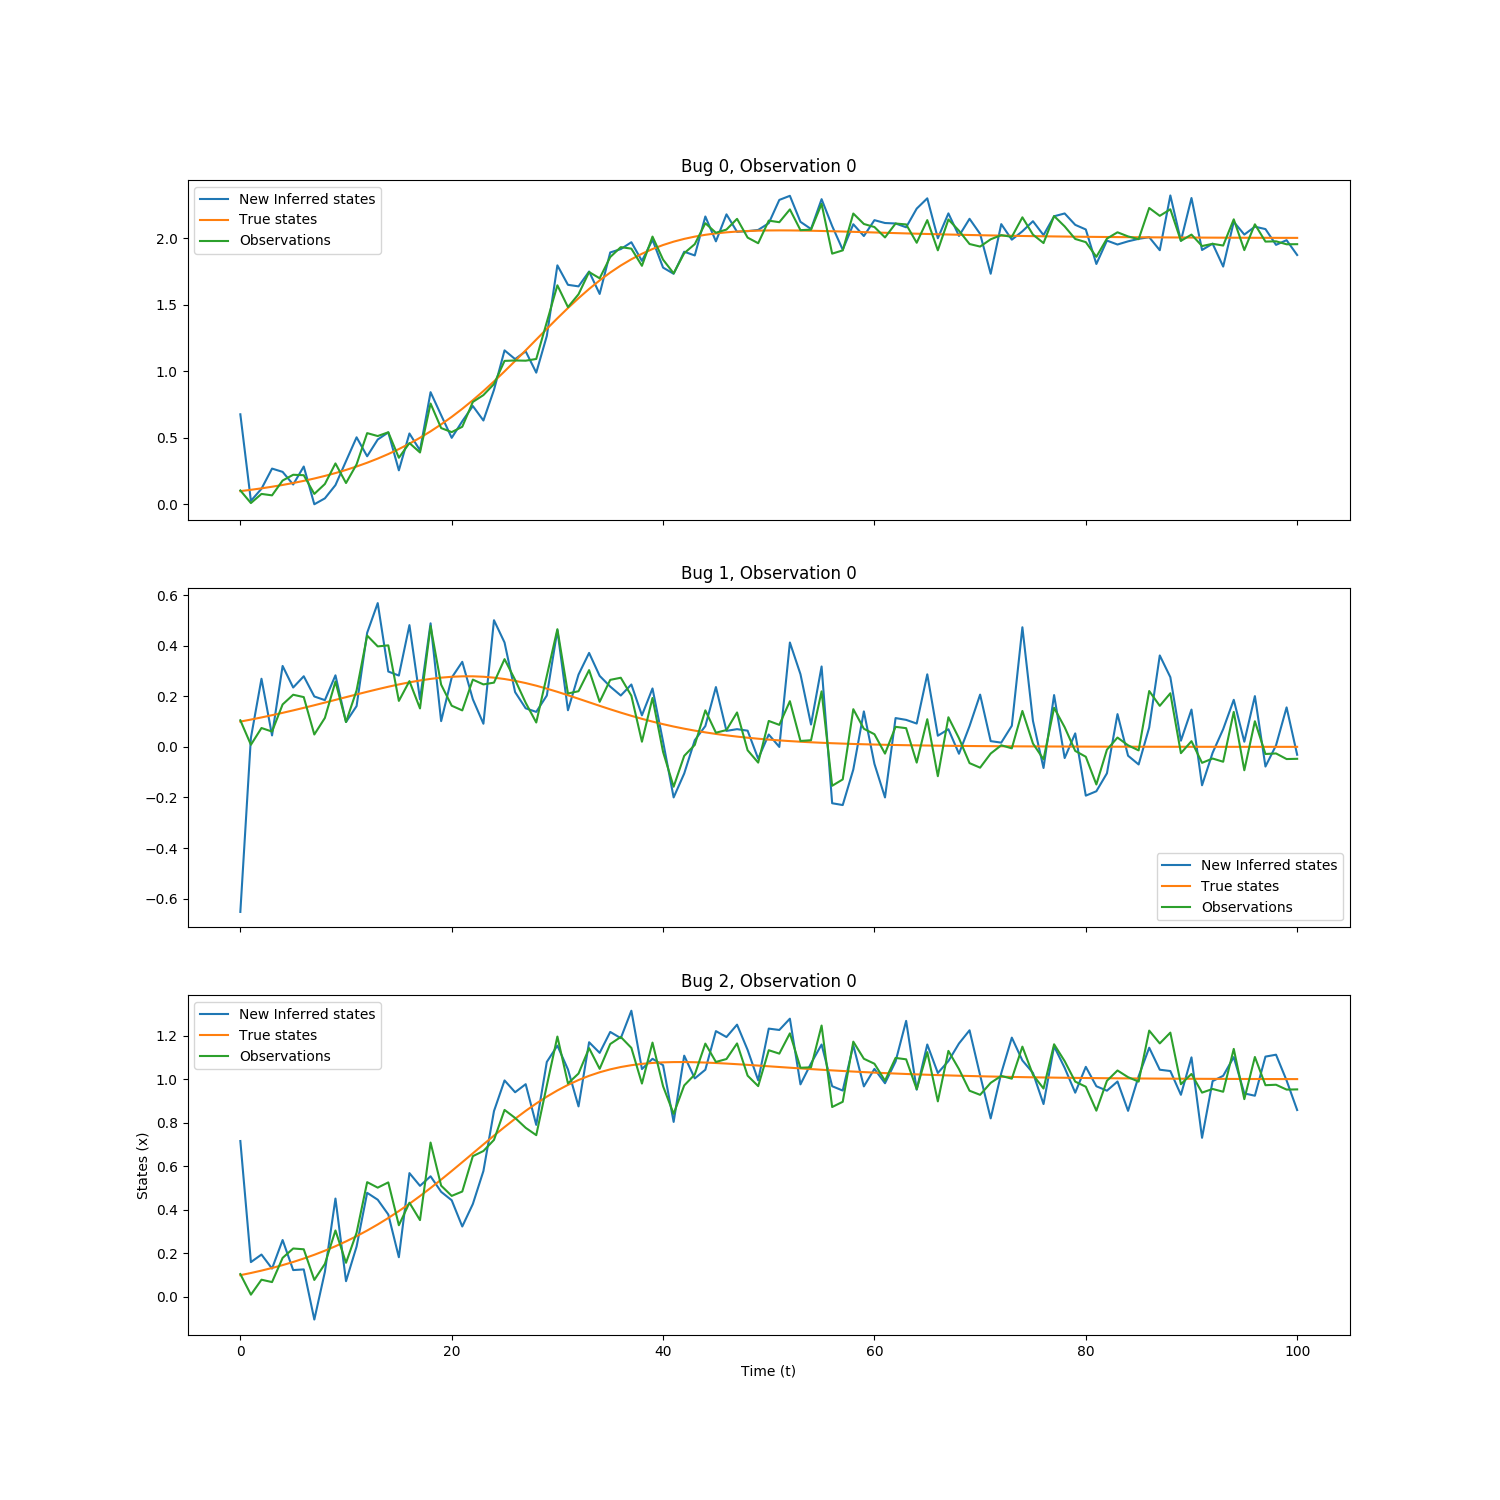 Bug 0, Observation 0
New Inferred states
True states
Observations
2.0
1.5
1.0
0.5
0.0
Bug 1, Observation 0
0.6
0.4
0.2
0.0
−0.2
−0.4
−0.6
New Inferred states
True states
Observations
Bug 2, Observation 0
New Inferred states
True states
Observations
1.2
1.0
0.8
0.6
0.4
0.2
0.0
States (x)
0 20 40 60 80 100
Time (t)